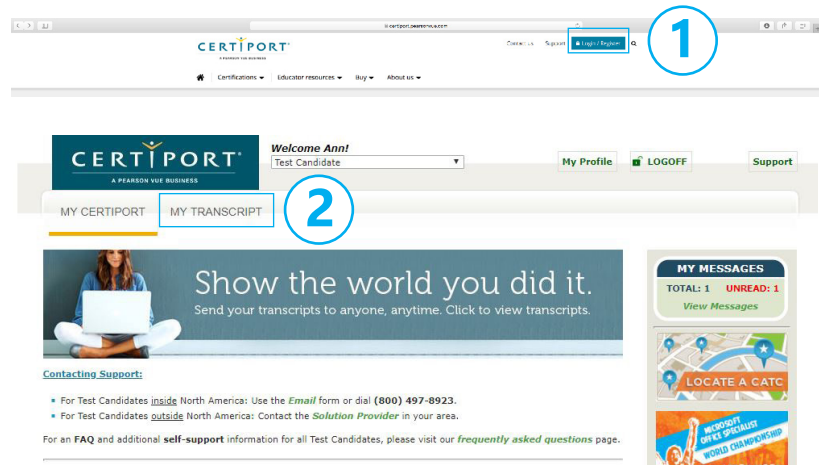 certiport.pearsonvue.com
CERTIPORT
A PEARSON VUE BUSINESS
Contact us Support Login / Register
1
Certifications Educator resources Buy About us
CERTIPORT
A PEARSON VUE BUSINESS
Welcome Ann!
Test Candidate
My Profile LOGOFF Support
MY CERTIPORT MY TRANSCRIPT
2
Show the world you did it.
Send your transcripts to anyone, anytime. Click to view transcripts.
MY MESSAGES
TOTAL: 1 UNREAD: 1
View Messages
LOCATE A CATC
Contacting Support:
For Test Candidates inside North America: Use the Email form or dial (800) 497-8923.
For Test Candidates outside North America: Contact the Solution Provider in your area.
For an FAQ and additional self-support information for all Test Candidates, please visit our frequently asked questions page.
MICROSOFT
OFFICE SPECIALIST
WORLD CHAMPIONSHIP